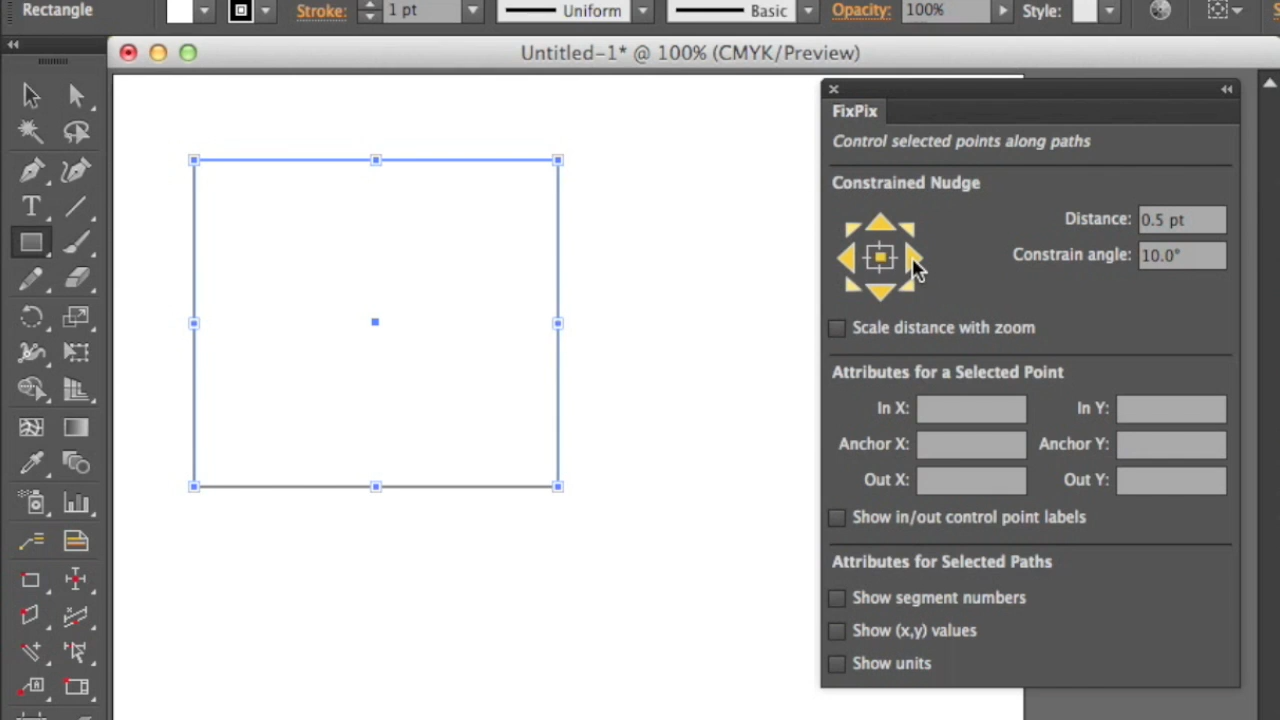 Rectangle
Stroke:
1 pt
Uniform
Basic
Opacity:
100%
Style:
Untitled-1* @ 100% (CMYK/Preview)
FixPix
Control selected points along paths
Constrained Nudge
Distance: 0.5 pt
Constrain angle: 10.0°
Scale distance with zoom
Attributes for a Selected Point
In X: In Y:
Anchor X: Anchor Y:
Out X: Out Y:
Show in/out control point labels
Attributes for Selected Paths
Show segment numbers
Show (x,y) values
Show units